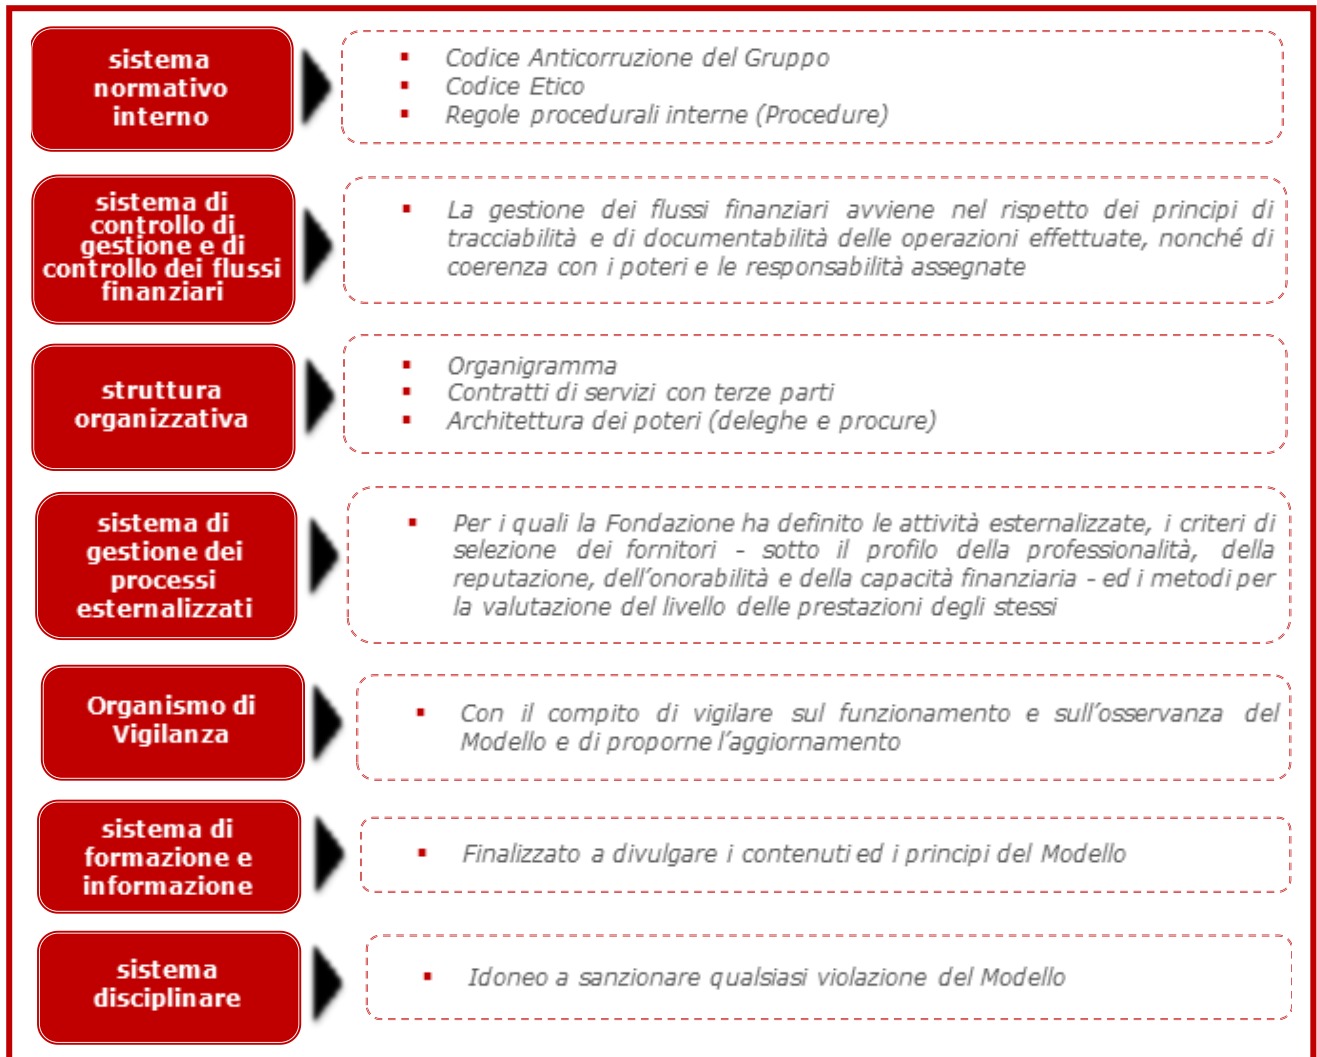 sistema
normativo
interno
▪ Codice Anticorruzione del Gruppo
▪ Codice Etico
▪ Regole procedurali interne (Procedure)
sistema di
controllo di
gestione e di
controllo dei flussi
finanziari
▪ La gestione dei flussi finanziari avviene nel rispetto dei principi di
tracciabilità e di documentabilità delle operazioni effettuate, nonché di
coerenza con i poteri e le responsabilità assegnate
struttura
organizzativa
▪ Organigramma
▪ Contratti di servizi con terze parti
▪ Architettura dei poteri (deleghe e procure)
sistema di
gestione dei
processi
esternalizzati
▪ Per i quali la Fondazione ha definito le attività esternalizzate, i criteri di
selezione dei fornitori - sotto il profilo della professionalità, della
reputazione, dell'onorabilità e della capacità finanziaria - ed i metodi per
la valutazione del livello delle prestazioni degli stessi
Organismo di
Vigilanza
▪ Con il compito di vigilare sul funzionamento e sull'osservanza del
Modello e di proporne l'aggiornamento
sistema di
formazione e
informazione
▪ Finalizzato a divulgare i contenuti ed i principi del Modello
sistema
disciplinare
▪ Idoneo a sanzionare qualsiasi violazione del Modello